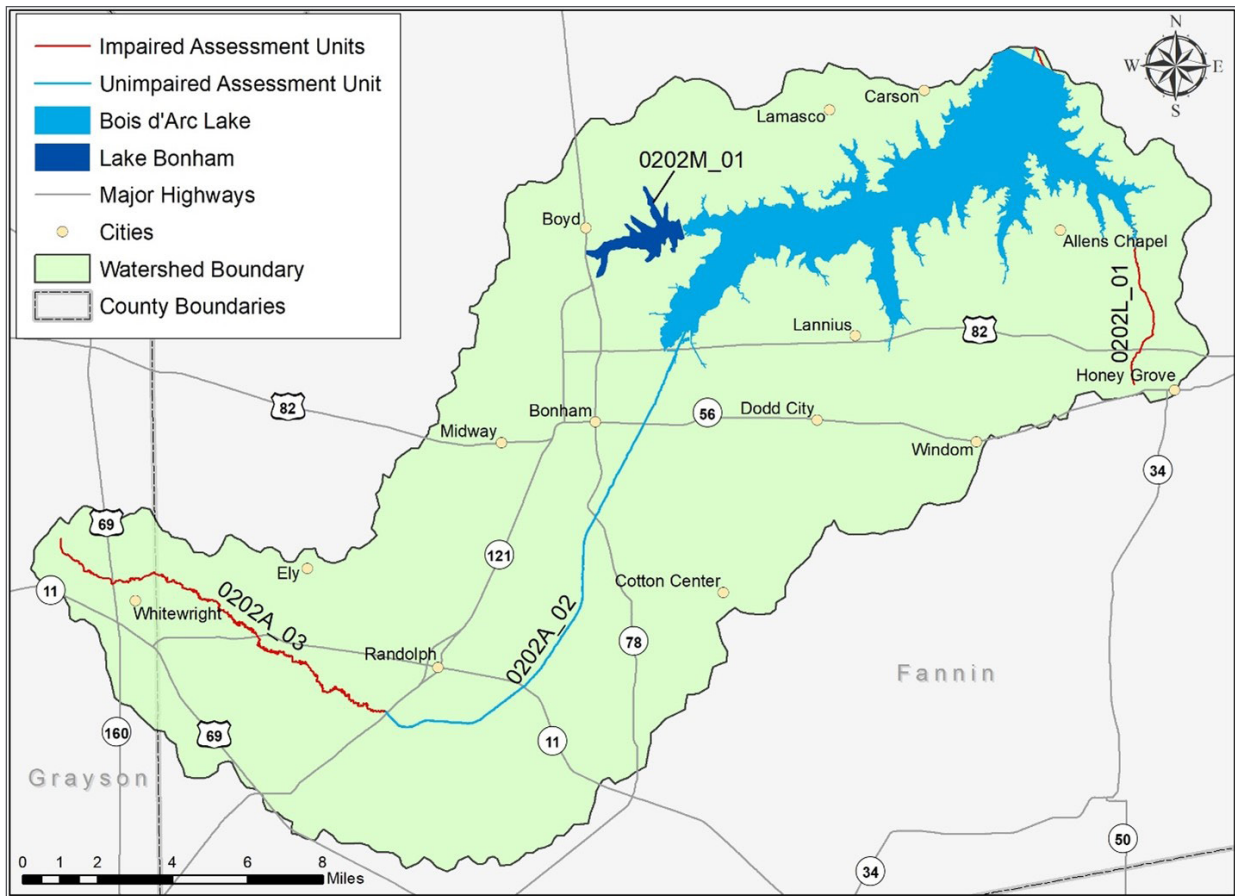 Impaired Assessment Units
Unimpaired Assessment Unit
Bois d'Arc Lake
Lake Bonham
Major Highways
Cities
Watershed Boundary
County Boundaries
N
W E
S
Carson
Lamasco
0202M_01
Boyd
Allens Chapel
0202L_01
Lannius
82
Honey Grove
82
Bonham
56
Dodd City
Midway
Windom
34
69
121
Ely
Cotton Center
11
Whitewright
0202A_03
0202A_02
Randolph
78
Fannin
160
69
11
Grayson
50
34
0 1 2 4 6 8
Miles